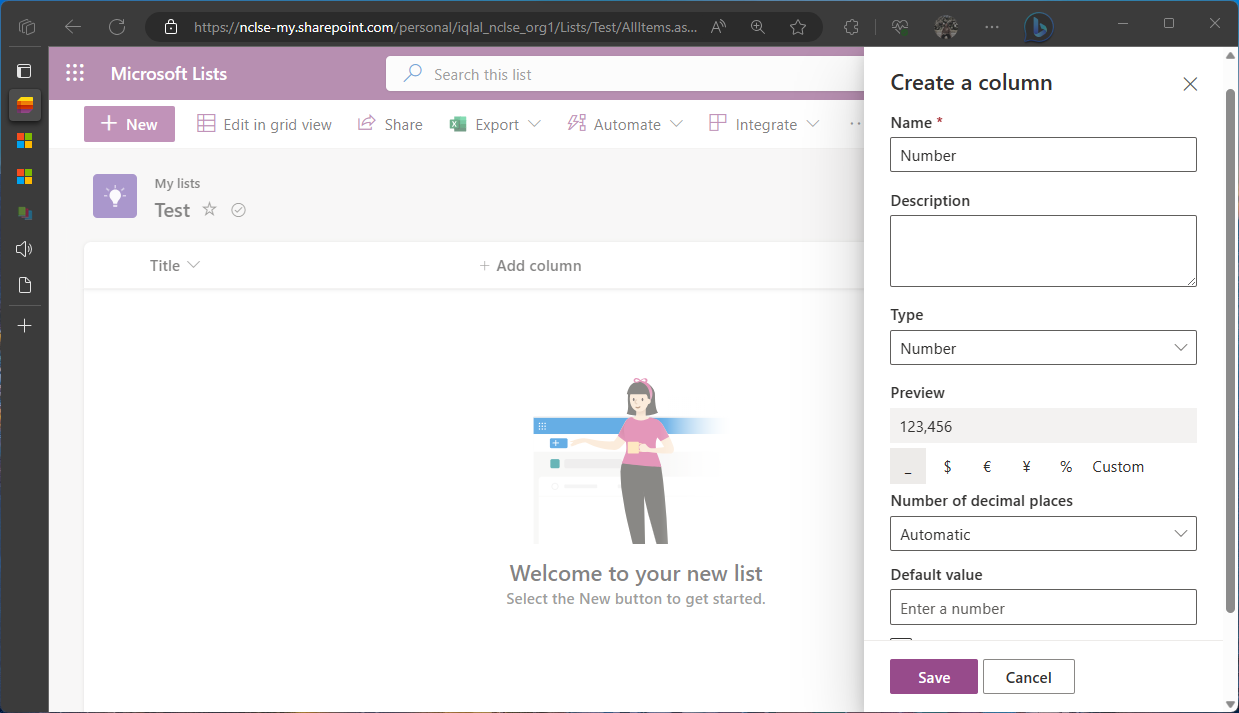 https://nclse-my.sharepoint.com/personal/iqlal_nclse_org1/Lists/Test/AllItems.as...
Microsoft Lists
Search this list
New
Edit in grid view
Share
Export
Automate
Integrate
My lists
Test
Title
+ Add column
Welcome to your new list
Select the New button to get started.
Create a column
Name *
Number
Description
Type
Number
Preview
123,456
_ $ € ¥ % Custom
Number of decimal places
Automatic
Default value
Enter a number
Save
Cancel